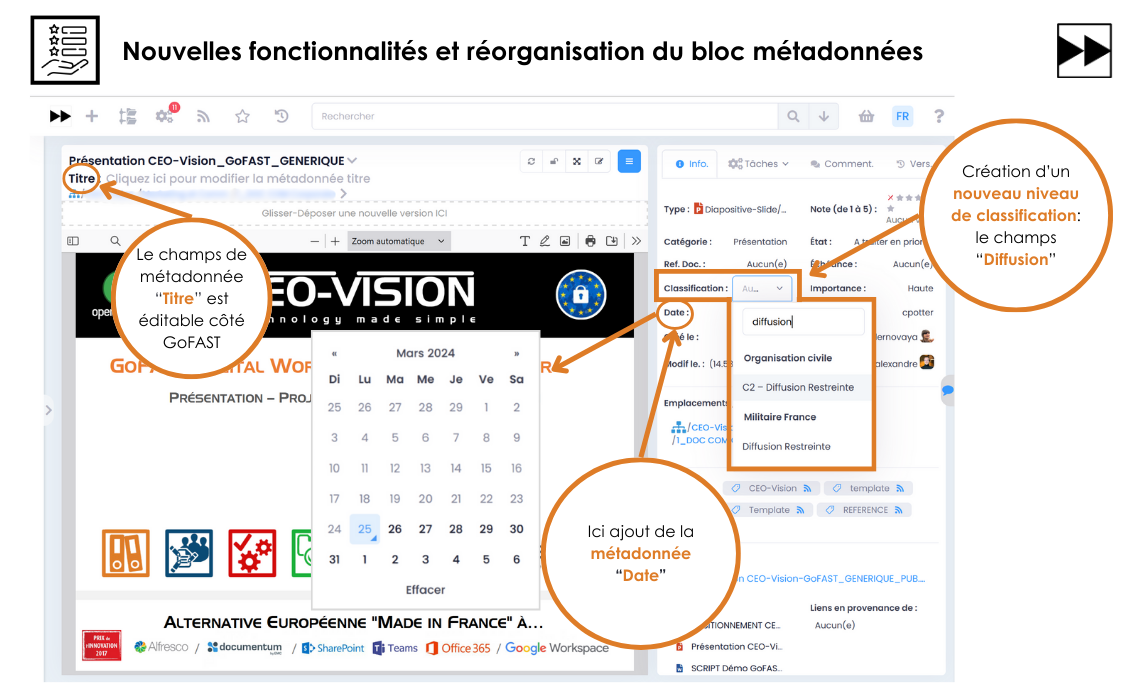 Nouvelles fonctionnalités et réorganisation du bloc métadonnées
11
Rechercher
FR
?
Présentation CEO-Vision_GoFAST_GENERIQUE
Titre : Cliquez ici pour modifier la métadonnée titre
Glisser-Déposer une nouvelle version ICI
Zoom automatique
Le champs de
métadonnée
“Titre” est
éditable côté
GoFAST
EO-VISION
nology made simple
GOF
TAL WOR
R
PRÉSENTATION – PROJ
« Mars 2024 »
Di Lu Ma Me Je Ve Sa
25 26 27 28 29 1 2
3 4 5 6 7 8 9
10 11 12 13 14 15 16
17 18 19 20 21 22 23
24 25 26 27 28 29 30
31 1 2 3 4 5 6
Effacer
ALTERNATIVE EUROPÉENNE "MADE IN FRANCE" À...
PRIX de l'INNOVATION 2017
Alfresco / documentum / SharePoint Teams Office 365 / Google Workspace
Info. Tâches Comment. Vers.
Type : Diapositive-Slide/... Note (de 1 à 5) :
Catégorie : Présentation État : A traiter en prior
Ref. Doc. : Aucun(e) Aucun(e)
Classification : Au... Importance : Haute
Date : cpotter
Modif le. : (14.5 alexandre
Emplacements
/CEO-Vis
/1_DOC COM
diffusion
Organisation civile
C2 – Diffusion Restreinte
Militaire France
Diffusion Restreinte
Création d’un
nouveau niveau
de classification:
le champs
“Diffusion”
Ici ajout de la
métadonnée
“Date”
CEO-Vision template
Template REFERENCE
n CEO-Vision-GoFAST_GENERIQUE_PUB...
Liens en provenance de :
Aucun(e)
TIONNEMENT CE...
Présentation CEO-Vi...
SCRIPT Démo GoFAS...